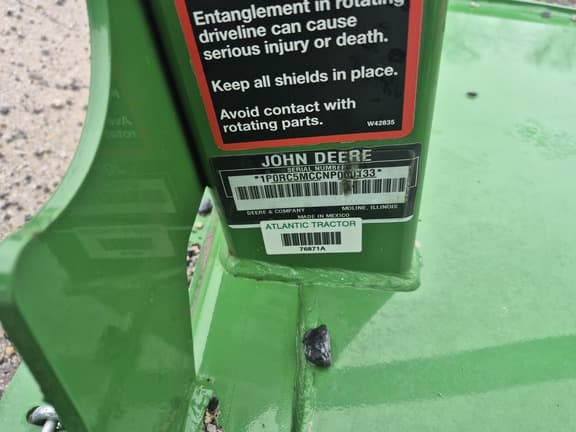 Entanglement in rotating
driveline can cause
serious injury or death.
Keep all shields in place.
Avoid contact with
rotating parts.
W42835
JOHN DEERE
SERIAL NUMBER
DEERE & COMPANY MOLINE, ILLINOIS
MADE IN MEXICO
ATLANTIC TRACTOR
76871A